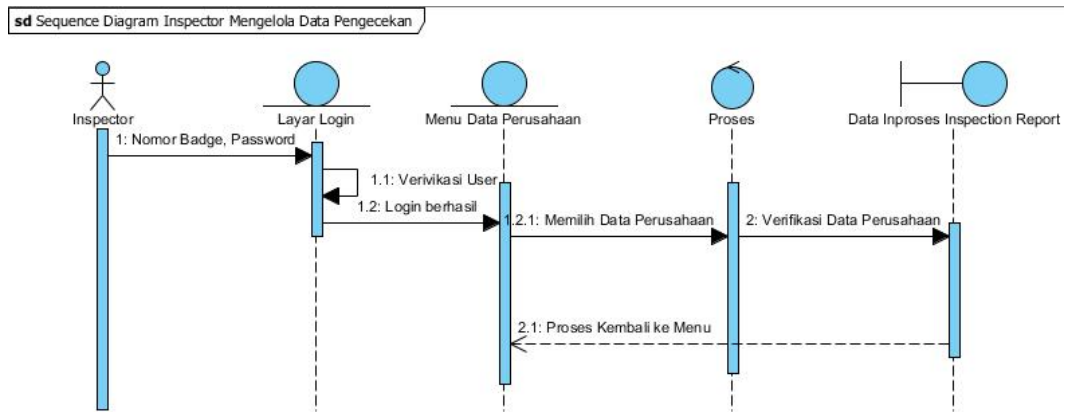 sd Sequence Diagram Inspector Mengelola Data Pengecekan
Inspector
Layar Login
Menu Data Perusahaan
Proses
Data Inproses Inspection Report
1: Nomor Badge, Password
1.1: Verivikasi User
1.2: Login berhasil
1.2.1: Memilih Data Perusahaan
2: Verifikasi Data Perusahaan
2.1: Proses Kembali ke Menu